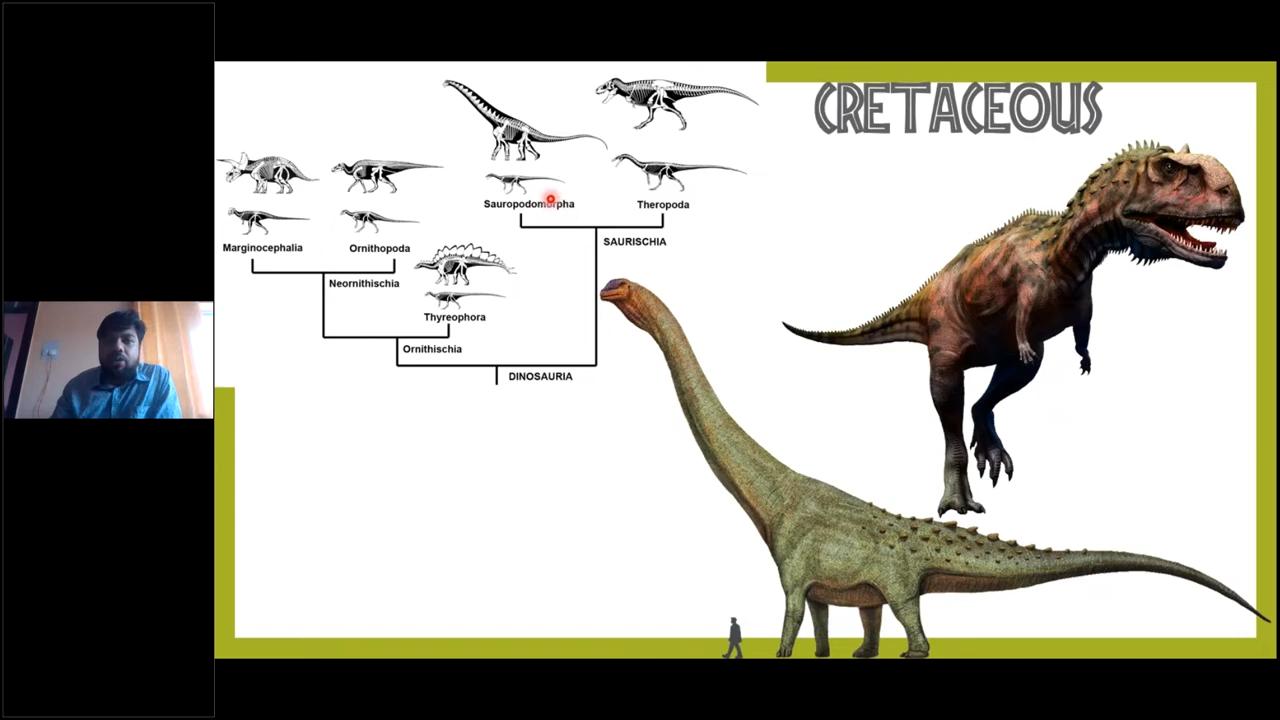 CRETACEOUS
Sauropodomorpha
Theropoda
SAURISCHIA
Marginocephalia
Ornithopoda
Neornithischia
Thyreophora
Ornithischia
DINOSAURIA